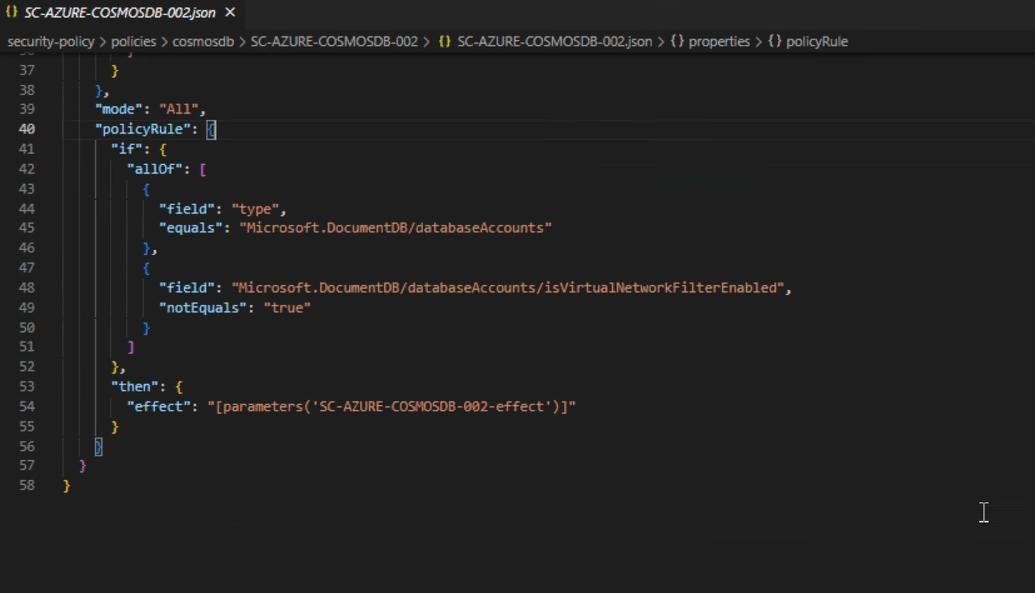 {} SC-AZURE-COSMOSDB-002.json ×
security-policy > policies > cosmosdb > SC-AZURE-COSMOSDB-002 > {} SC-AZURE-COSMOSDB-002.json > {} properties > {} policyRule
37 }
38 },
39 "mode": "All",
40 "policyRule": {
41 "if": {
42 "allOf": [
43 {
44 "field": "type",
45 "equals": "Microsoft.DocumentDB/databaseAccounts"
46 },
47 {
48 "field": "Microsoft.DocumentDB/databaseAccounts/isVirtualNetworkFilterEnabled",
49 "notEquals": "true"
50 }
51 ]
52 },
53 "then": {
54 "effect": "[parameters('SC-AZURE-COSMOSDB-002-effect')]"
55 }
56 }
57 }
58 }